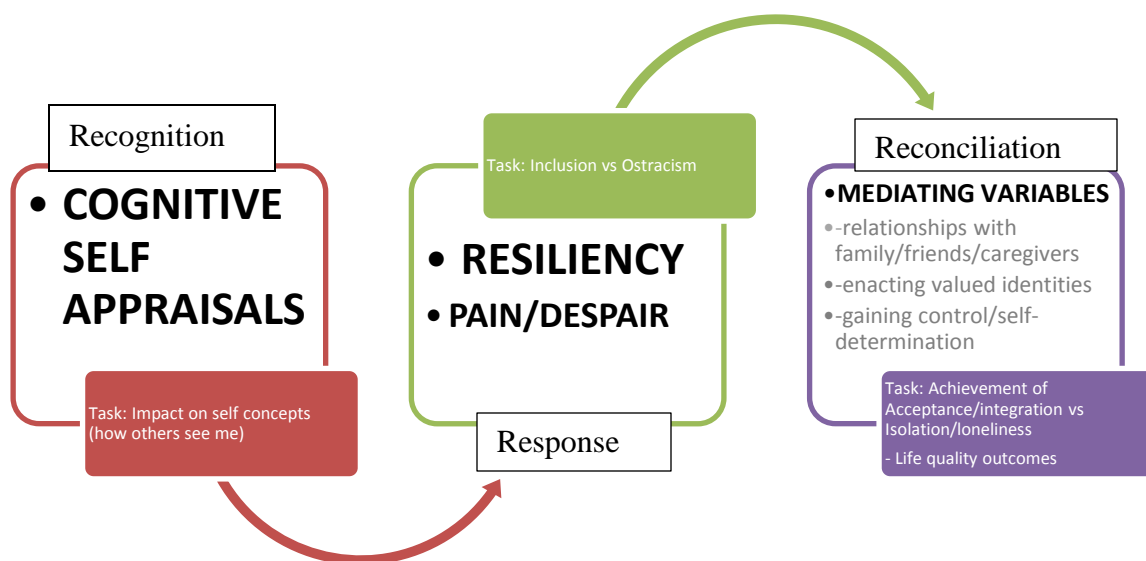 Recognition
• COGNITIVE
SELF
APPRAISALS
Task: Impact on self concepts
(how others see me)
Task: Inclusion vs Ostracism
• RESILIENCY
• PAIN/DESPAIR
Response
Reconciliation
•MEDIATING VARIABLES
•-relationships with
family/friends/caregivers
•-enacting valued identities
•-gaining control/self-
determination
Task: Achievement of
Acceptance/integration vs
Isolation/loneliness
- Life quality outcomes